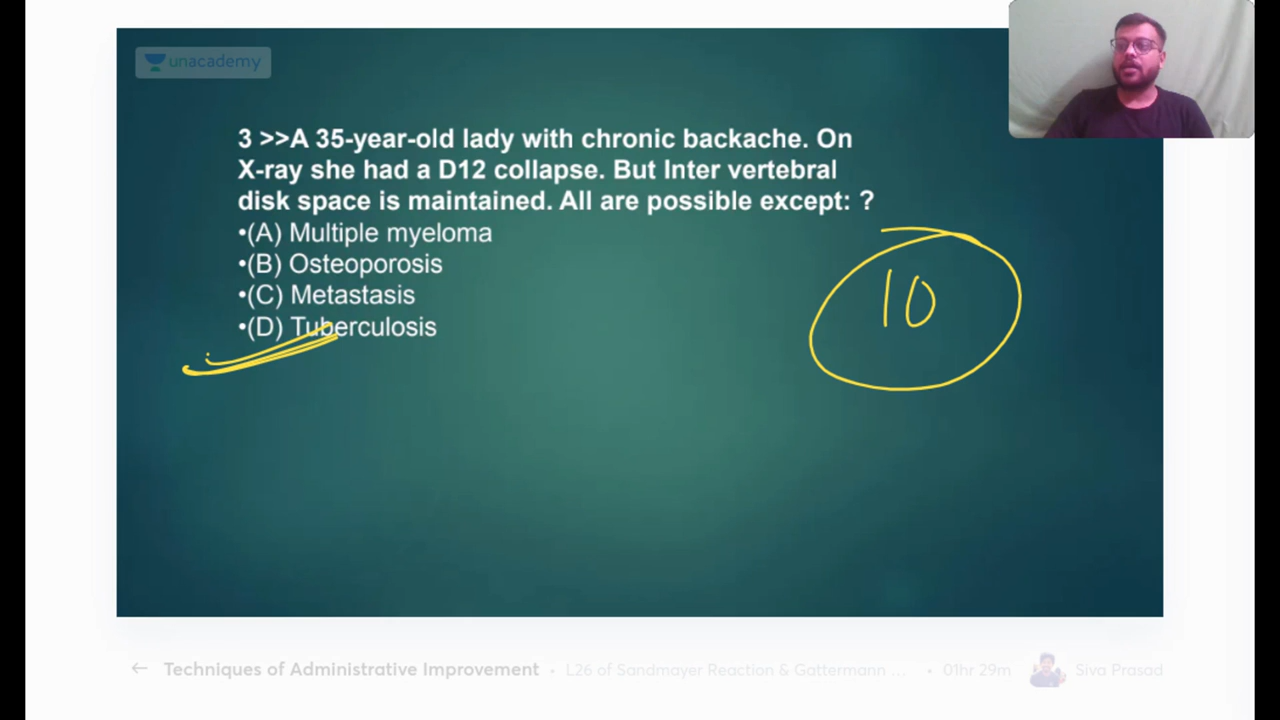 unacademy
3 >>A 35-year-old lady with chronic backache. On
X-ray she had a D12 collapse. But Inter vertebral
disk space is maintained. All are possible except: ?
•(A) Multiple myeloma
•(B) Osteoporosis
•(C) Metastasis
•(D) Tuberculosis
10
← Techniques of Administrative Improvement • L26 of Sandmayer Reaction & Gattermann ... • 01hr 29m Siva Prasad